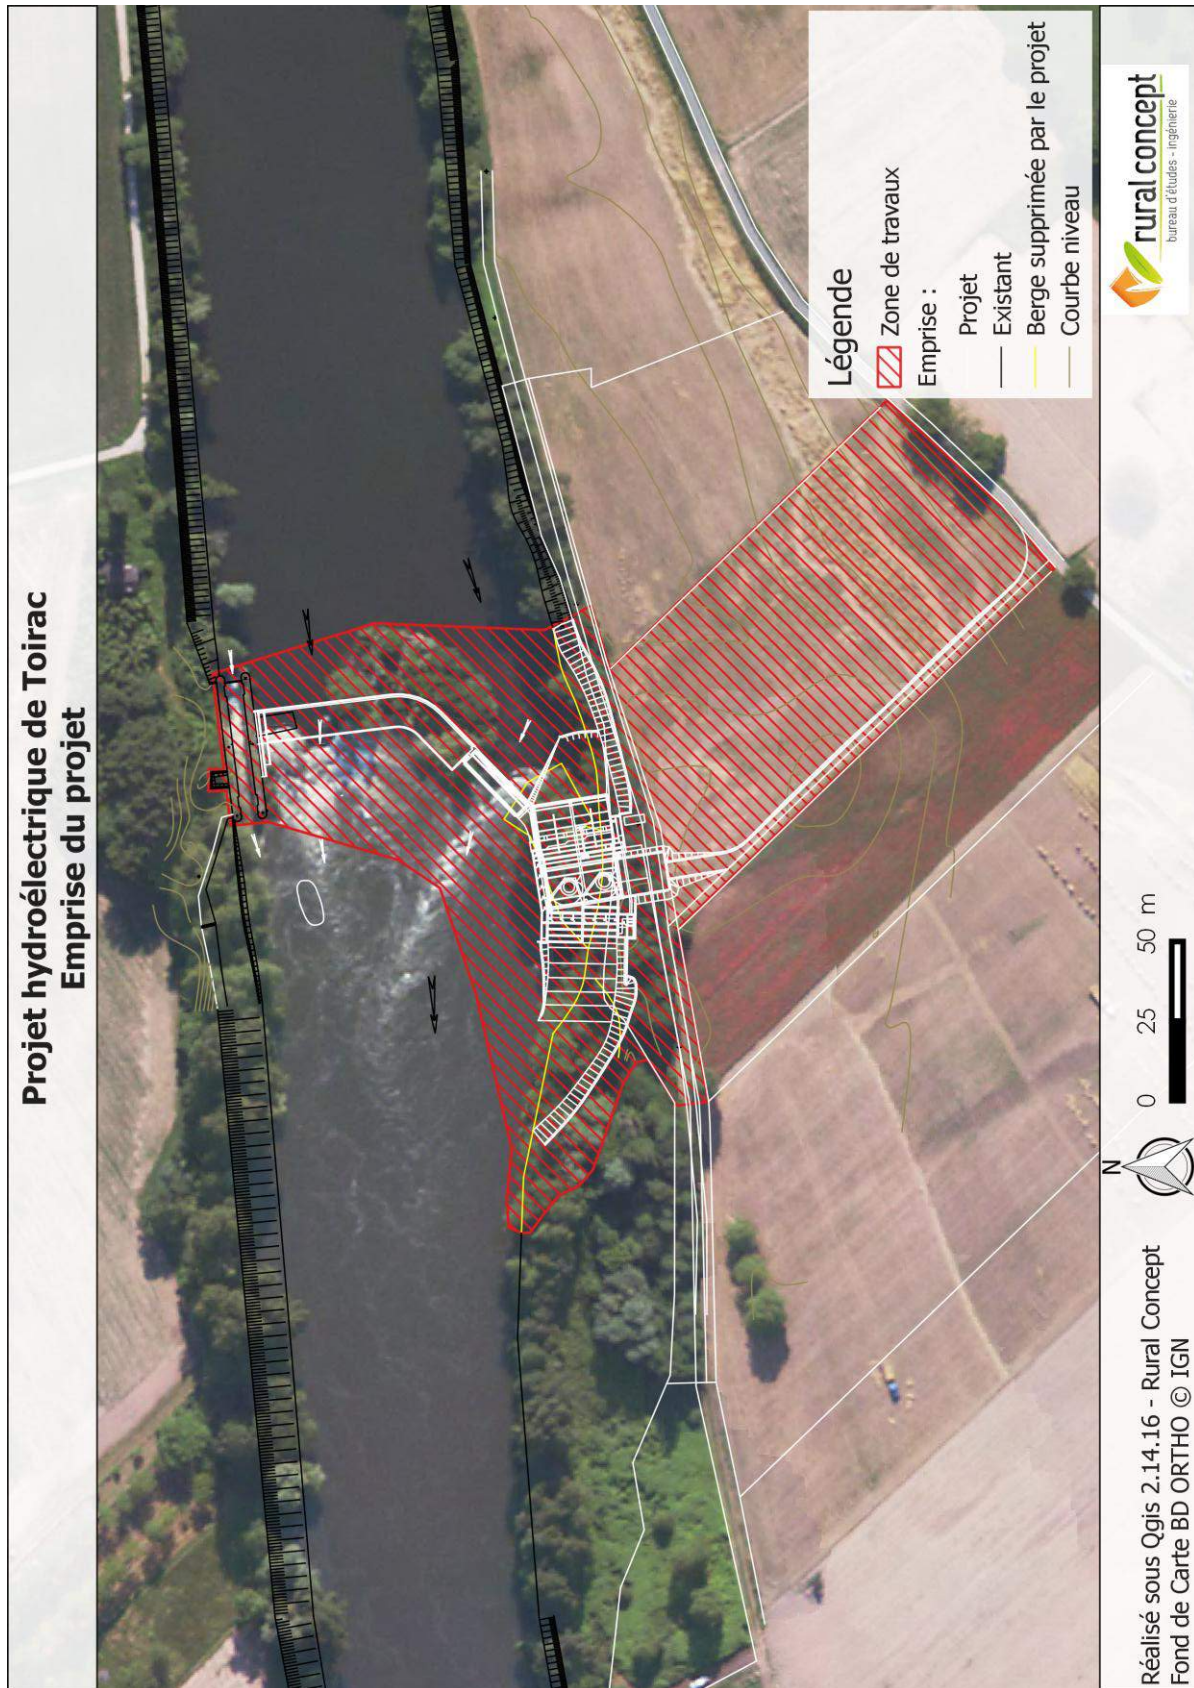 Projet hydroélectrique de Toirac
Emprise du projet
Légende
Zone de travaux
Emprise :
Projet
Existant
Berge supprimée par le projet
Courbe niveau
Réalisé sous Qgis 2.14.16 - Rural Concept
Fond de Carte BD ORTHO © IGN
N
0 25 50 m
rural concept
bureau d'études - ingénierie